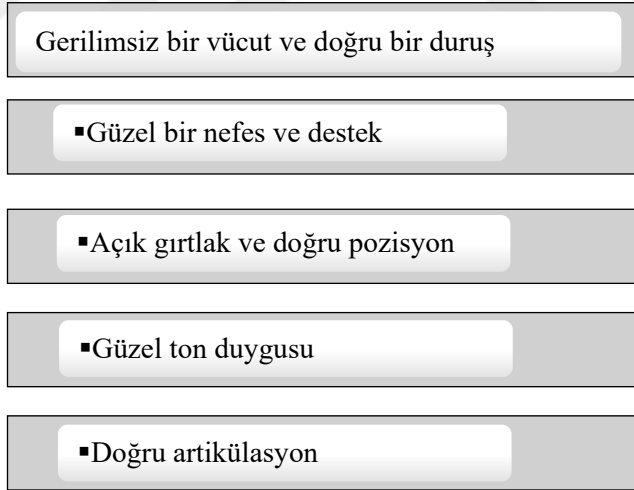 Gerilimsiz bir vücut ve doğru bir duruş
▪Güzel bir nefes ve destek
▪Açık gırtlak ve doğru pozisyon
▪Güzel ton duygusu
▪Doğru artikülasyon